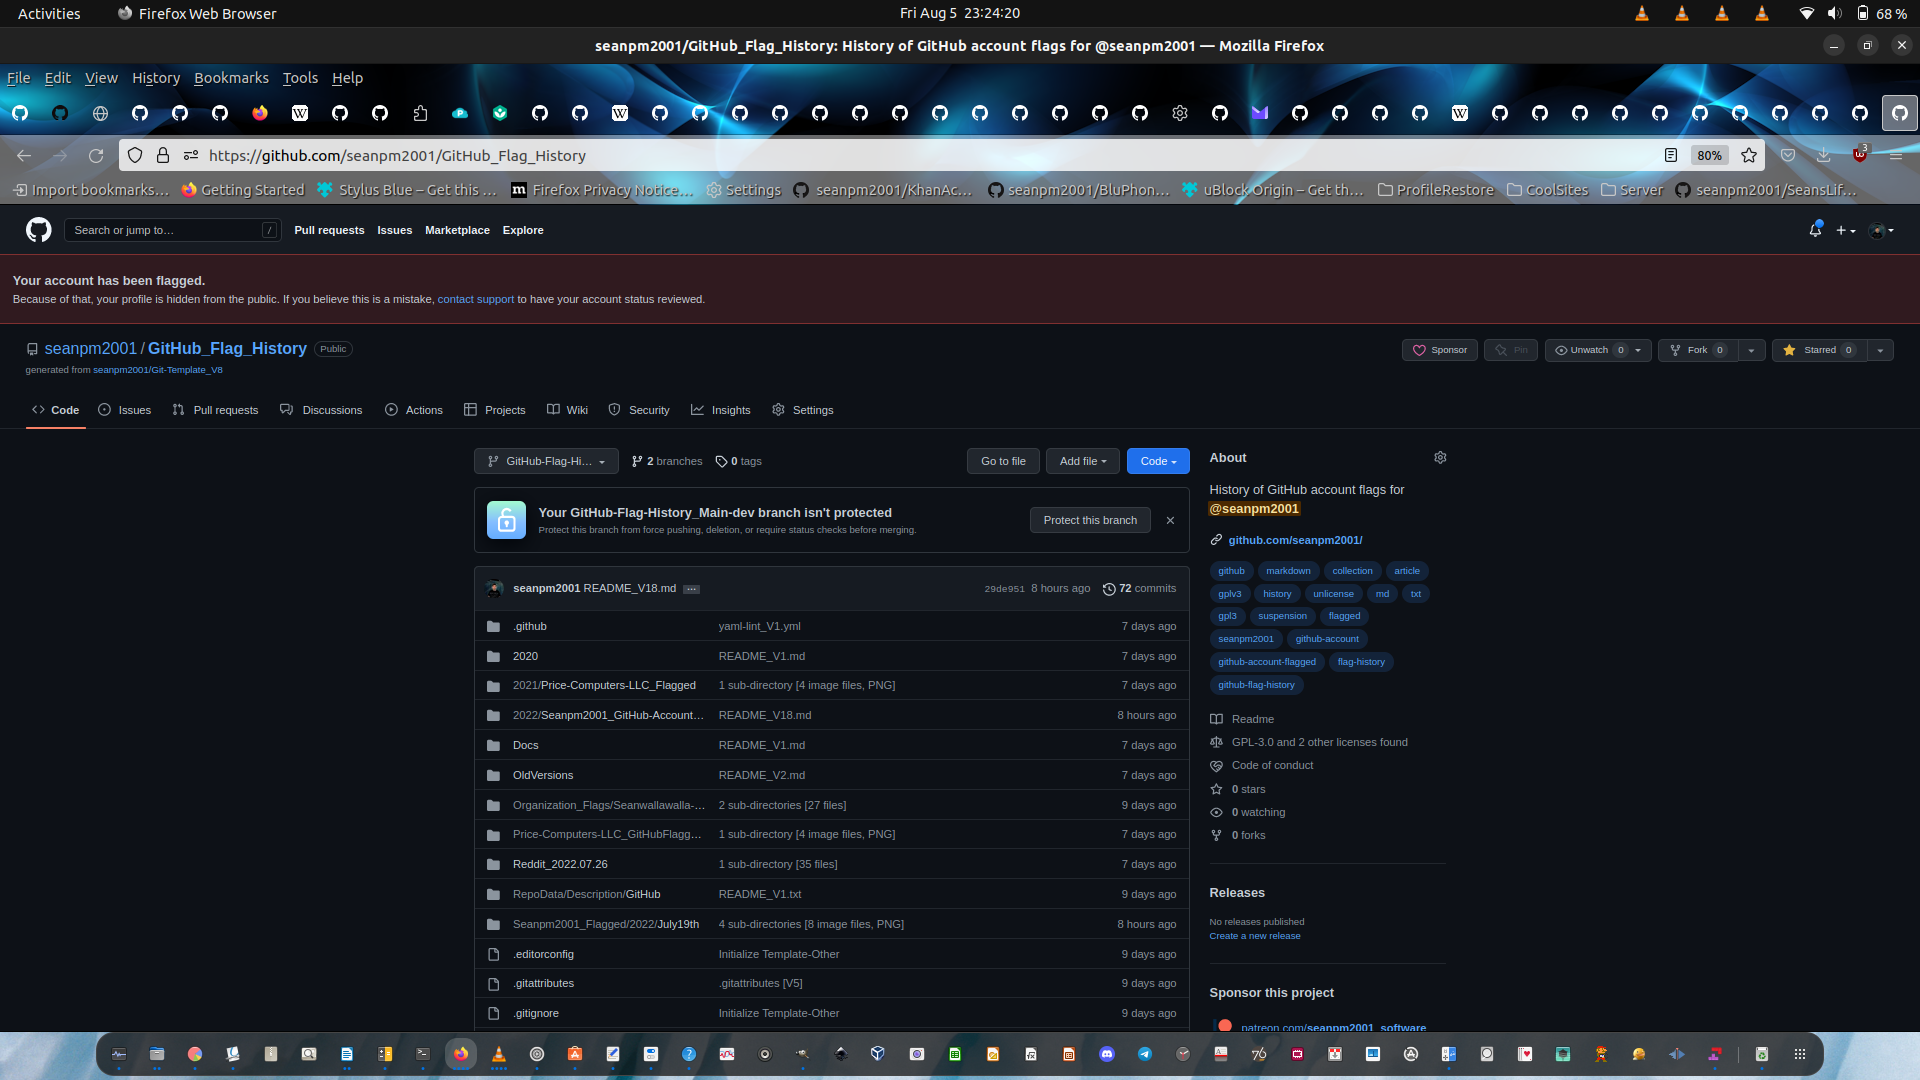 Activities Firefox Web Browser Fri Aug 5 23:24:20 68 %
seanpm2001/GitHub_Flag_History: History of GitHub account flags for @seanpm2001 — Mozilla Firefox
File Edit View History Bookmarks Tools Help
https://github.com/seanpm2001/GitHub_Flag_History 80% 3
Import bookmarks... Getting Started Stylus Blue – Get this ... Firefox Privacy Notice... Settings seanpm2001/KhanAc... seanpm2001/BluPhon... uBlock Origin – Get th... ProfileRestore CoolSites Server seanpm2001/SeansLif...
Search or jump to... / Pull requests Issues Marketplace Explore
Your account has been flagged.
Because of that, your profile is hidden from the public. If you believe this is a mistake, contact support to have your account status reviewed.
seanpm2001 / GitHub_Flag_History Public Sponsor Pin Unwatch 0 Fork 0 Starred 0
generated from seanpm2001/Git-Template_V8
Code Issues Pull requests Discussions Actions Projects Wiki Security Insights Settings
GitHub-Flag-Hi... 2 branches 0 tags Go to file Add file Code
Your GitHub-Flag-History_Main-dev branch isn't protected
Protect this branch from force pushing, deletion, or require status checks before merging.
Protect this branch
seanpm2001 README_V18.md ... 29de951 8 hours ago 72 commits
.github yaml-lint_V1.yml 7 days ago
2020 README_V1.md 7 days ago
2021/Price-Computers-LLC_Flagged 1 sub-directory [4 image files, PNG] 7 days ago
2022/Seanpm2001_GitHub-Account... README_V18.md 8 hours ago
Docs README_V1.md 7 days ago
OldVersions README_V2.md 7 days ago
Organization_Flags/Seanwallawalla-... 2 sub-directories [27 files] 9 days ago
Price-Computers-LLC_GitHubFlagg... 1 sub-directory [4 image files, PNG] 7 days ago
Reddit_2022.07.26 1 sub-directory [35 files] 7 days ago
RepoData/Description/GitHub README_V1.txt 9 days ago
Seanpm2001_Flagged/2022/July19th 4 sub-directories [8 image files, PNG] 8 hours ago
.editorconfig Initialize Template-Other 9 days ago
.gitattributes .gitattributes [V5] 9 days ago
.gitignore Initialize Template-Other 9 days ago
About
History of GitHub account flags for
@seanpm2001
github.com/seanpm2001/
github markdown collection article
gplv3 history unlicense md txt
gpl3 suspension flagged
seanpm2001 github-account
github-account-flagged flag-history
github-flag-history
Readme
GPL-3.0 and 2 other licenses found
Code of conduct
0 stars
0 watching
0 forks
Releases
No releases published
Create a new release
Sponsor this project
patreon.com/seanpm2001_software